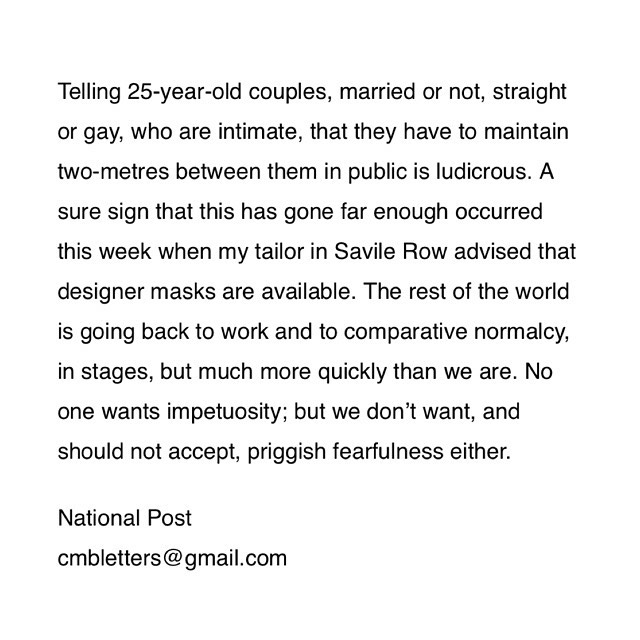 Telling 25-year-old couples, married or not, straight
or gay, who are intimate, that they have to maintain
two-metres between them in public is ludicrous. A
sure sign that this has gone far enough occurred
this week when my tailor in Savile Row advised that
designer masks are available. The rest of the world
is going back to work and to comparative normalcy,
in stages, but much more quickly than we are. No
one wants impetuosity; but we don’t want, and
should not accept, priggish fearfulness either.
National Post
cmbletters@gmail.com